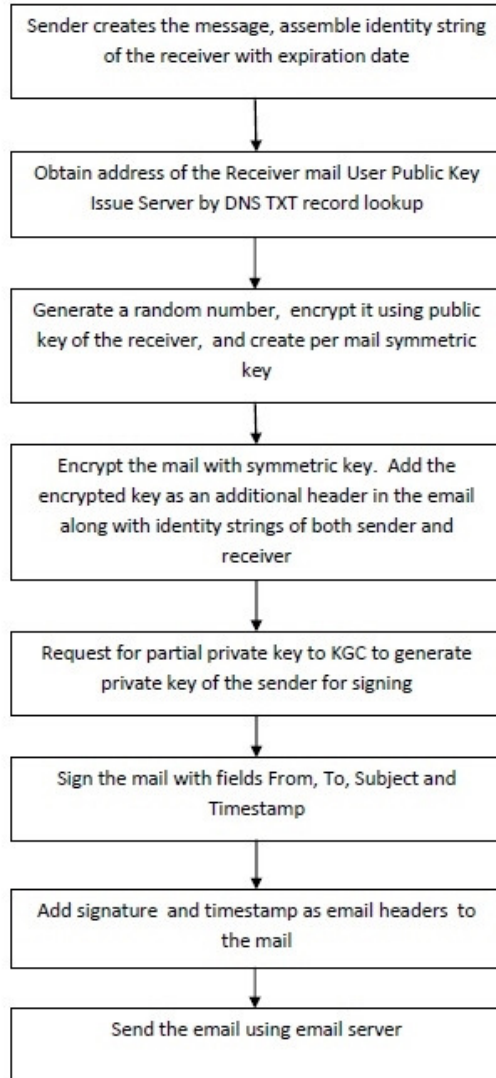 Sender creates the message, assemble identity string
of the receiver with expiration date
Obtain address of the Receiver mail User Public Key
Issue Server by DNS TXT record lookup
Generate a random number, encrypt it using public
key of the receiver, and create per mail symmetric
key
Encrypt the mail with symmetric key. Add the
encrypted key as an additional header in the email
along with identity strings of both sender and
receiver
Request for partial private key to KGC to generate
private key of the sender for signing
Sign the mail with fields From, To, Subject and
Timestamp
Add signature and timestamp as email headers to
the mail
Send the email using email server